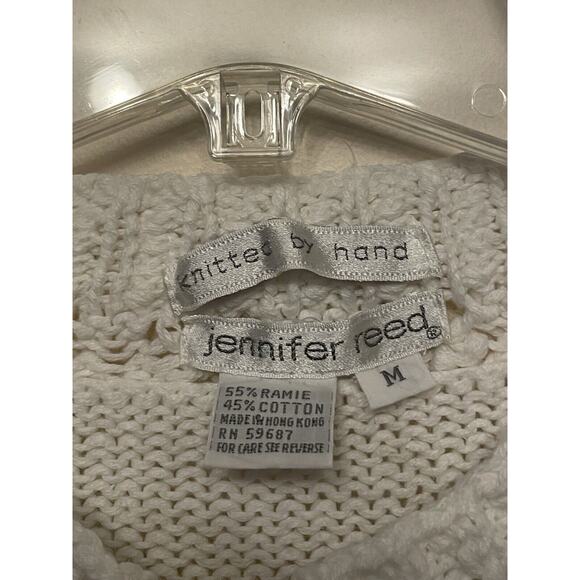 knitted by hand
jennifer reed®
M
55% RAMIE
45% COTTON
MADE IN HONG KONG
RN 59687
FOR CARE SEE REVERSE